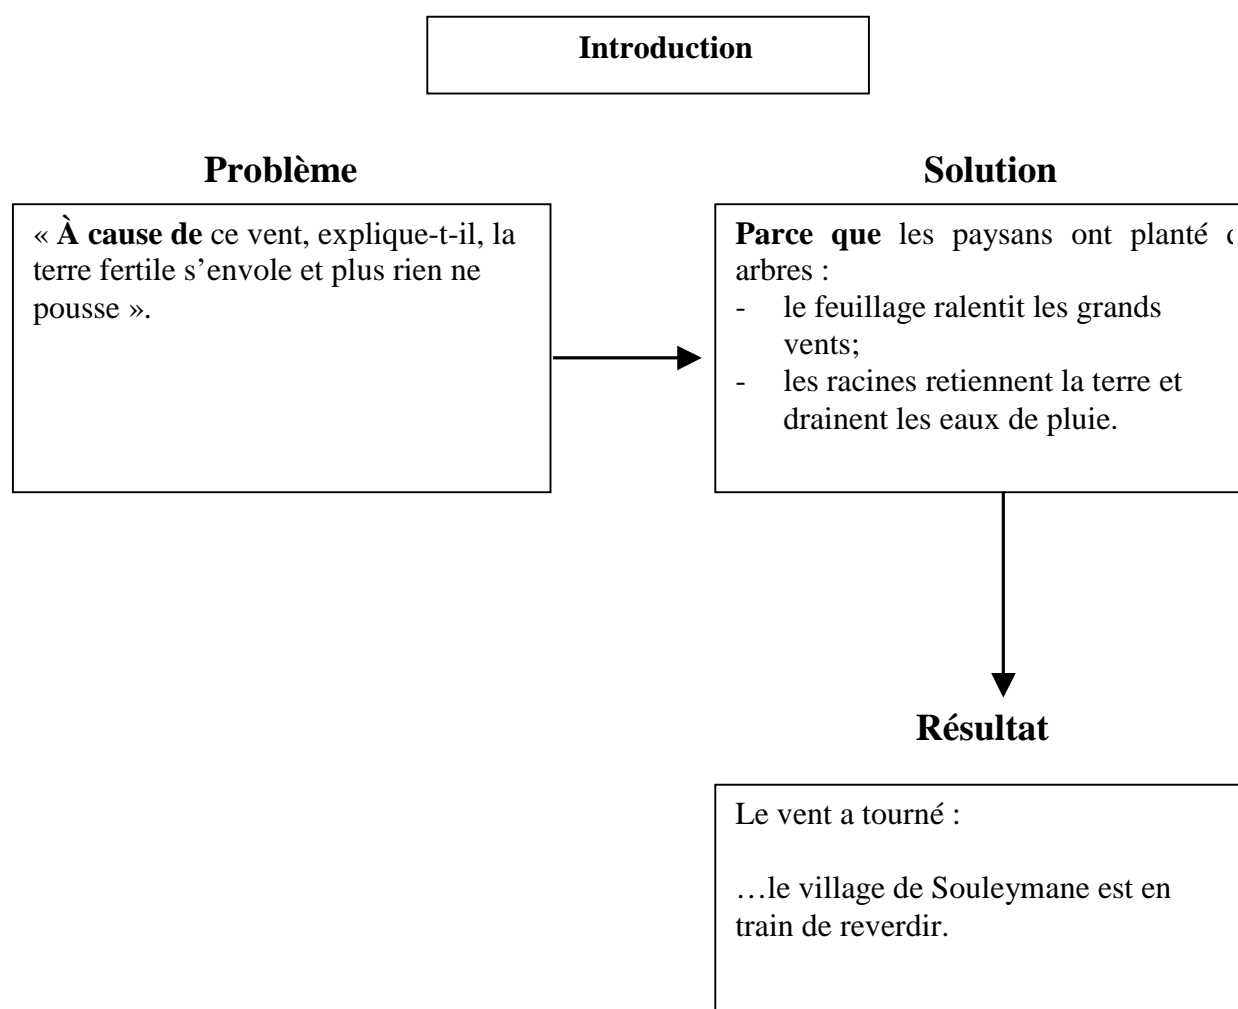 Introduction
Problème
« À cause de ce vent, explique-t-il, la
terre fertile s’envole et plus rien ne
pousse ».
Solution
Parce que les paysans ont planté
arbres :
- le feuillage ralentit les grands
vents;
- les racines retiennent la terre et
drainent les eaux de pluie.
Résultat
Le vent a tourné :
…le village de Souleymane est en
train de reverdir.